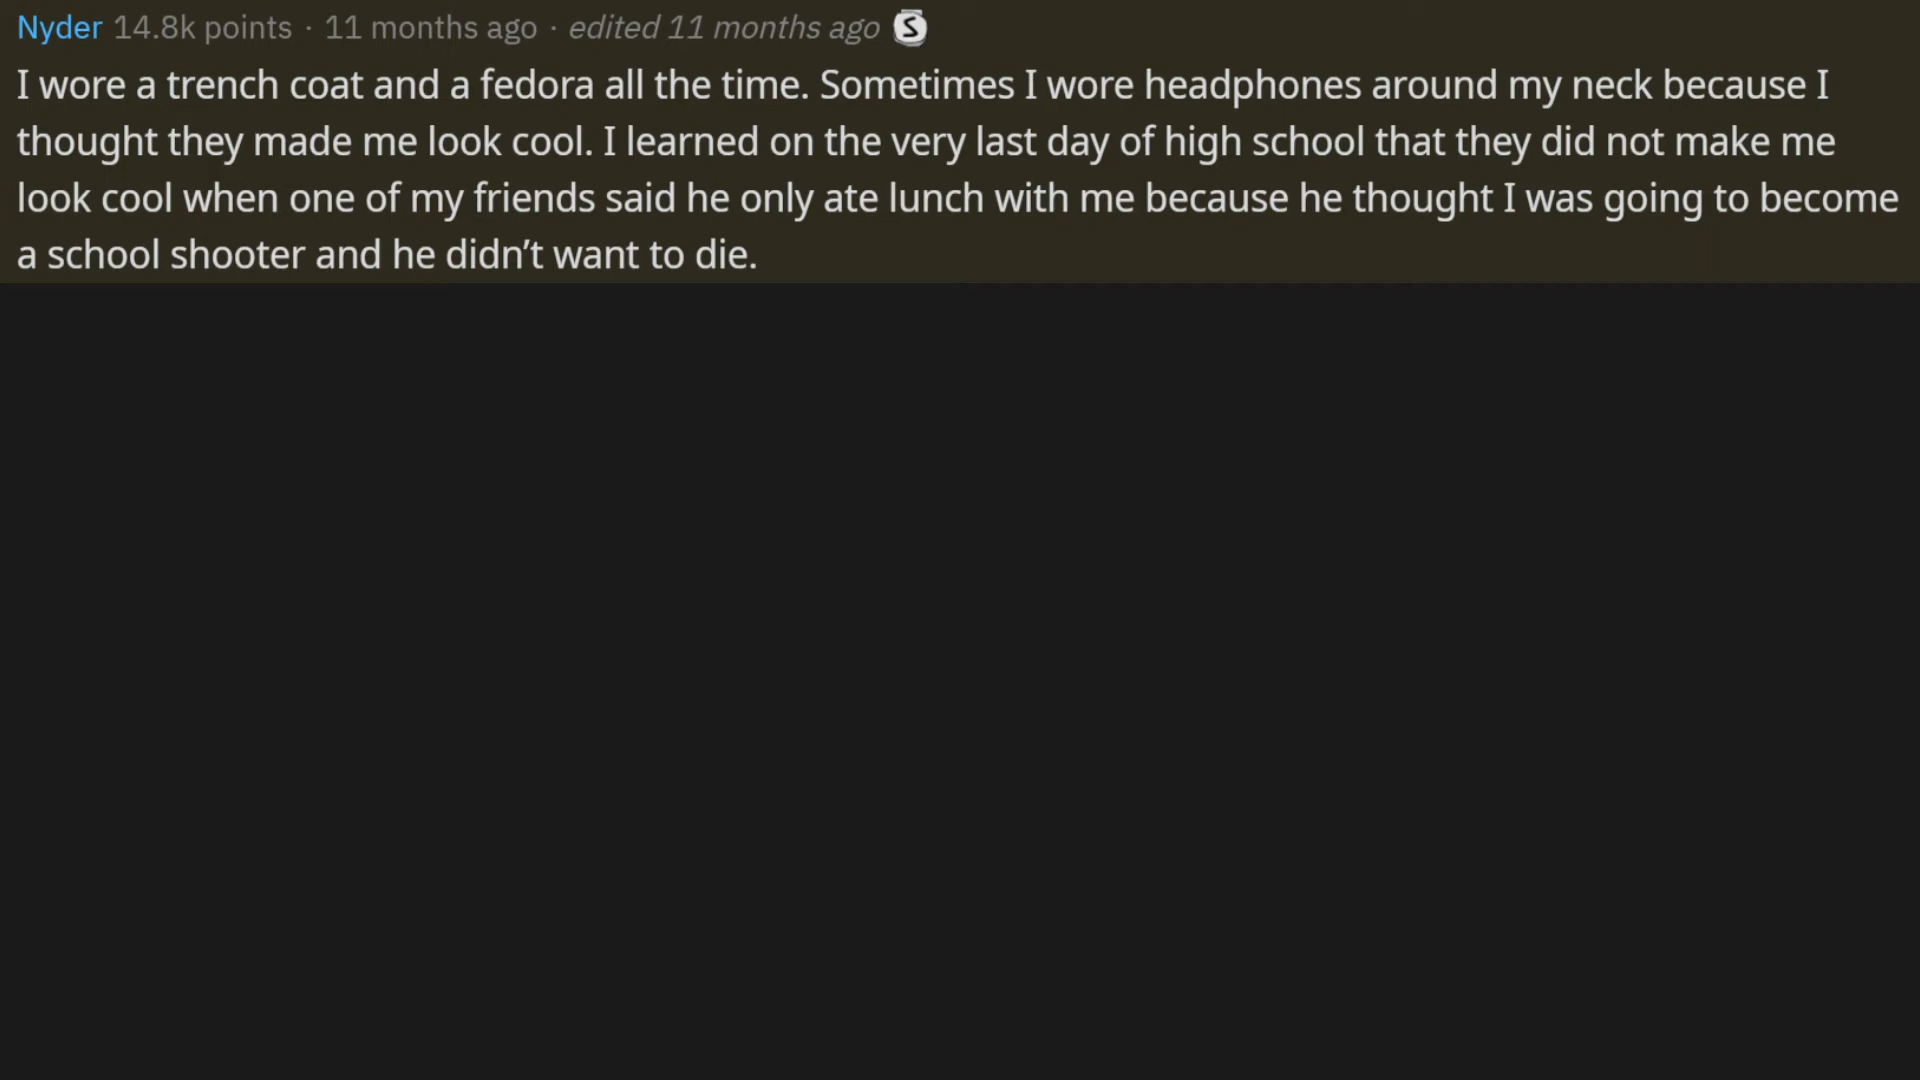 Nyder 14.8k points · 11 months ago · edited 11 months ago S
I wore a trench coat and a fedora all the time. Sometimes I wore headphones around my neck because I
thought they made me look cool. I learned on the very last day of high school that they did not make me
look cool when one of my friends said he only ate lunch with me because he thought I was going to become
a school shooter and he didn’t want to die.